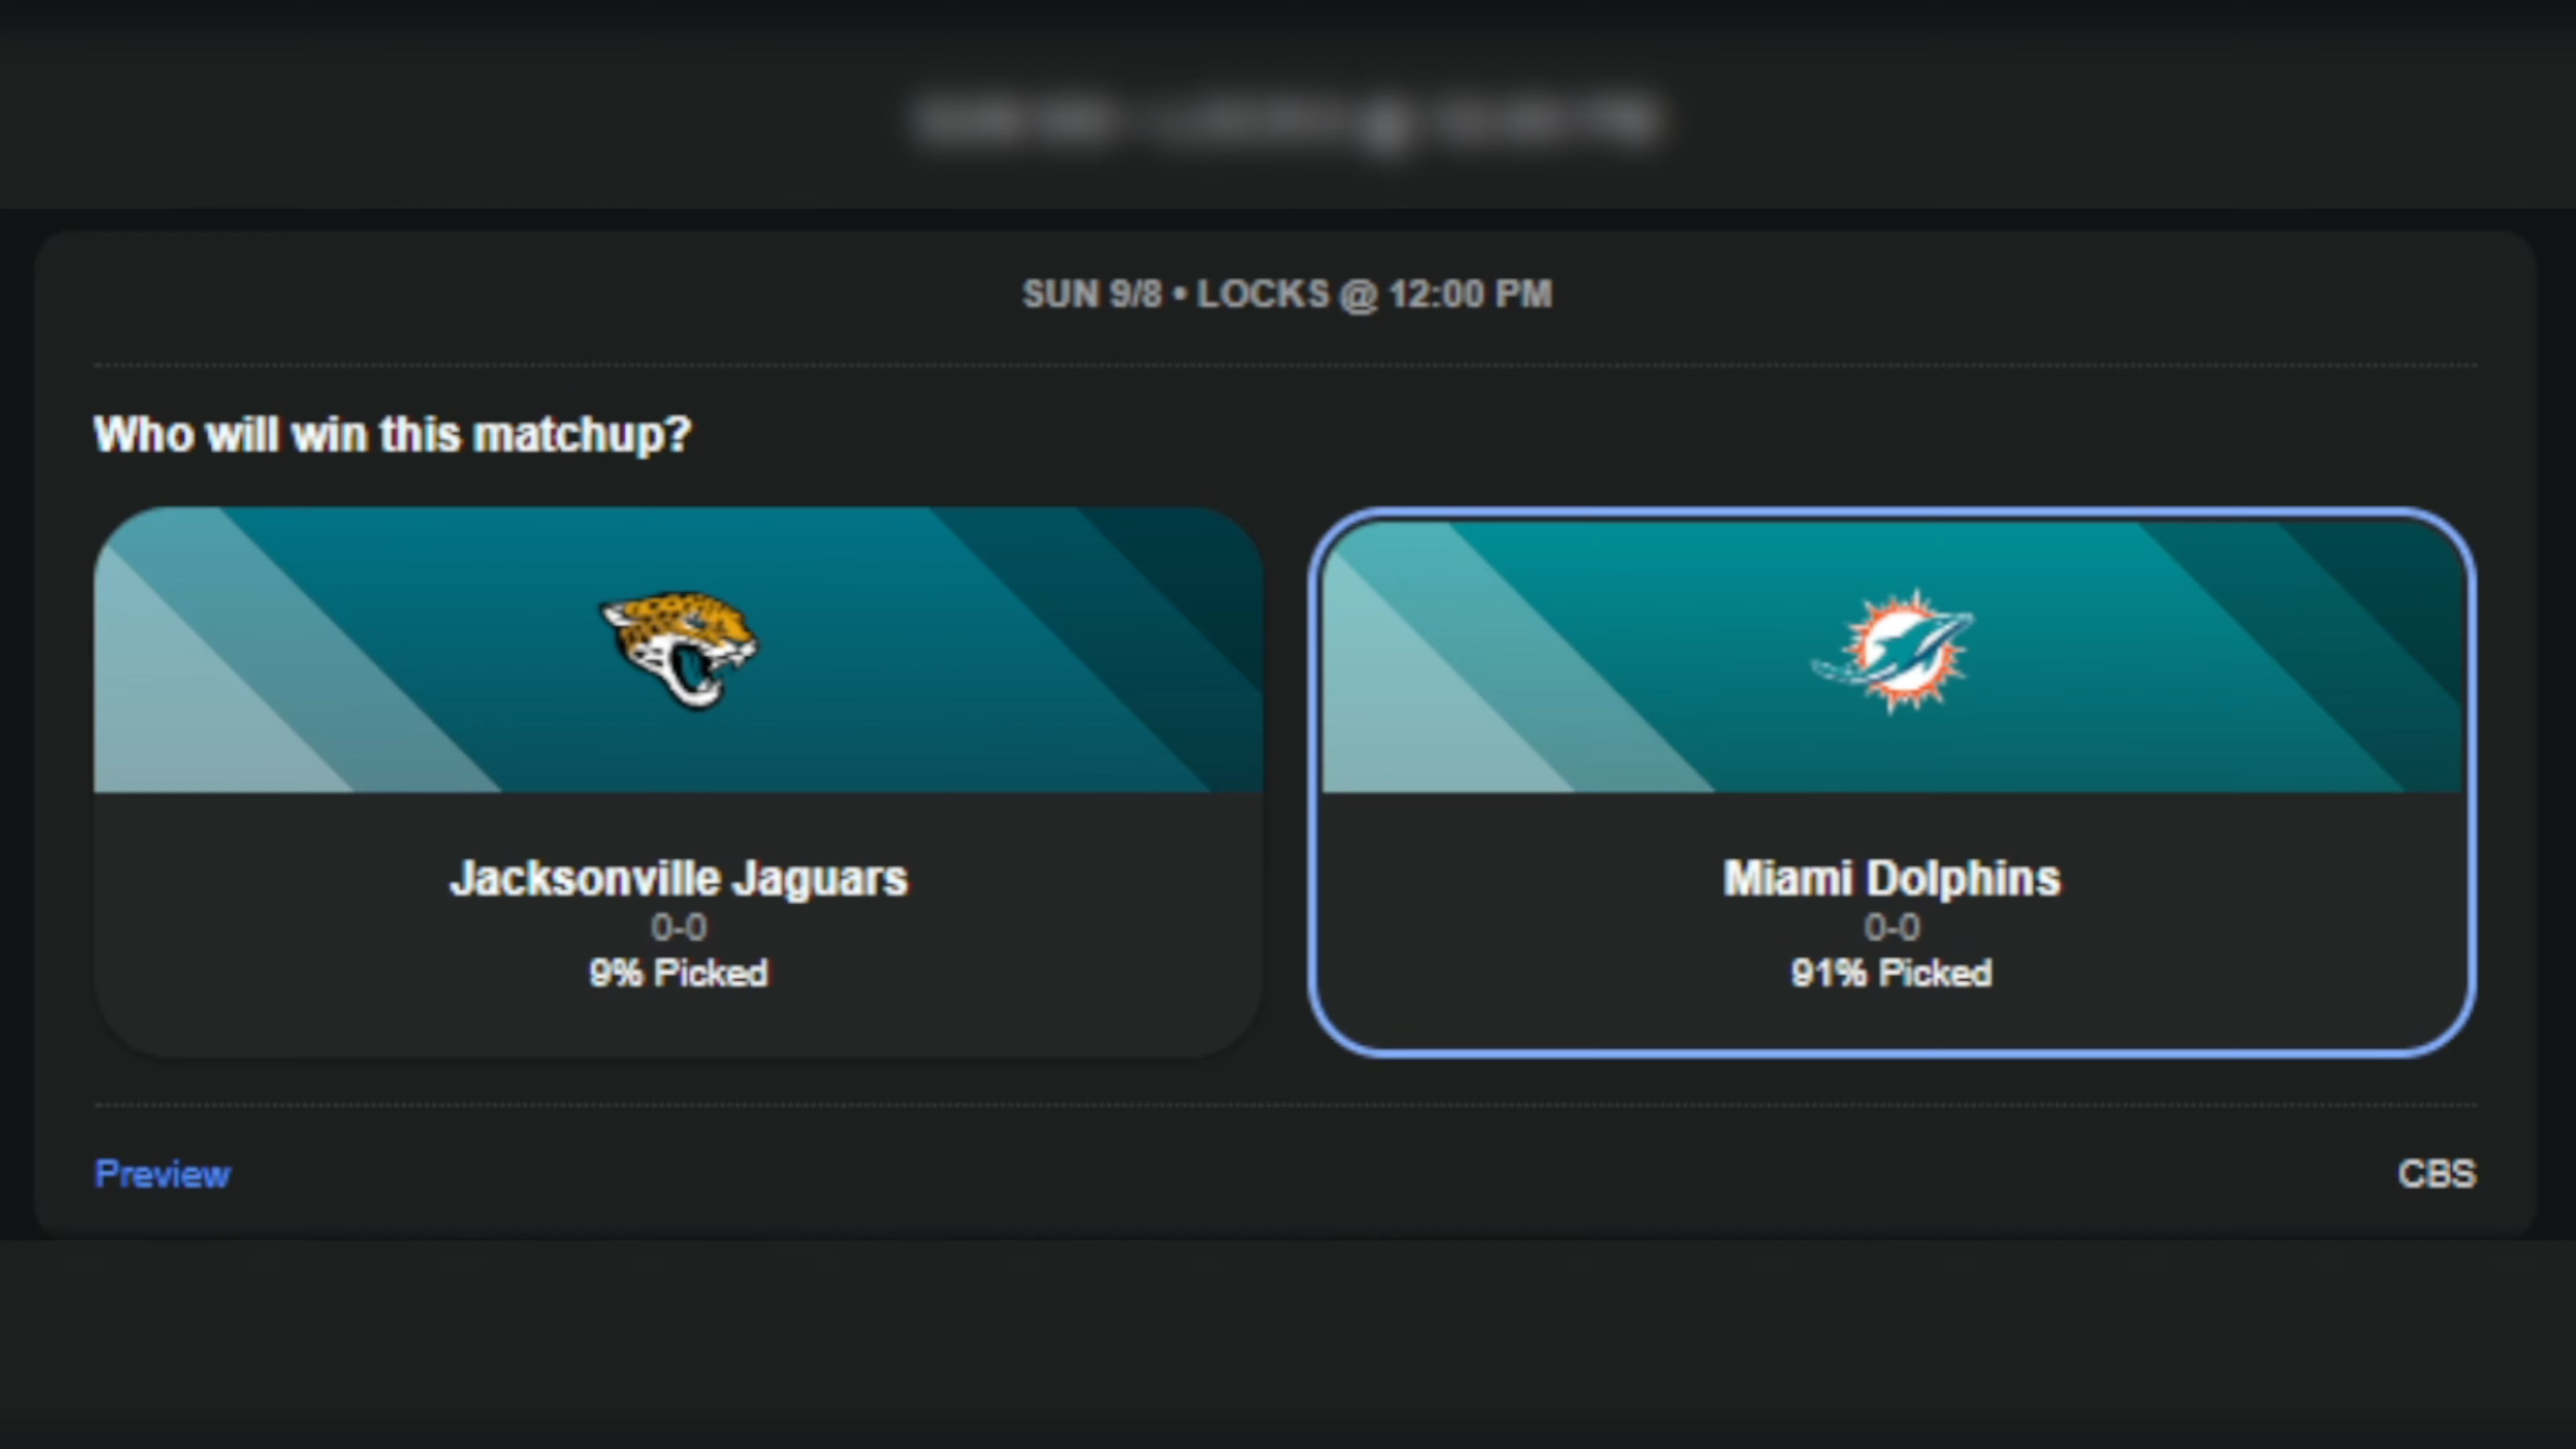 SUN 9/8 • LOCKS @ 12:00 PM
Who will win this matchup?
Jacksonville Jaguars
0-0
9% Picked
Miami Dolphins
0-0
91% Picked
Preview
CBS